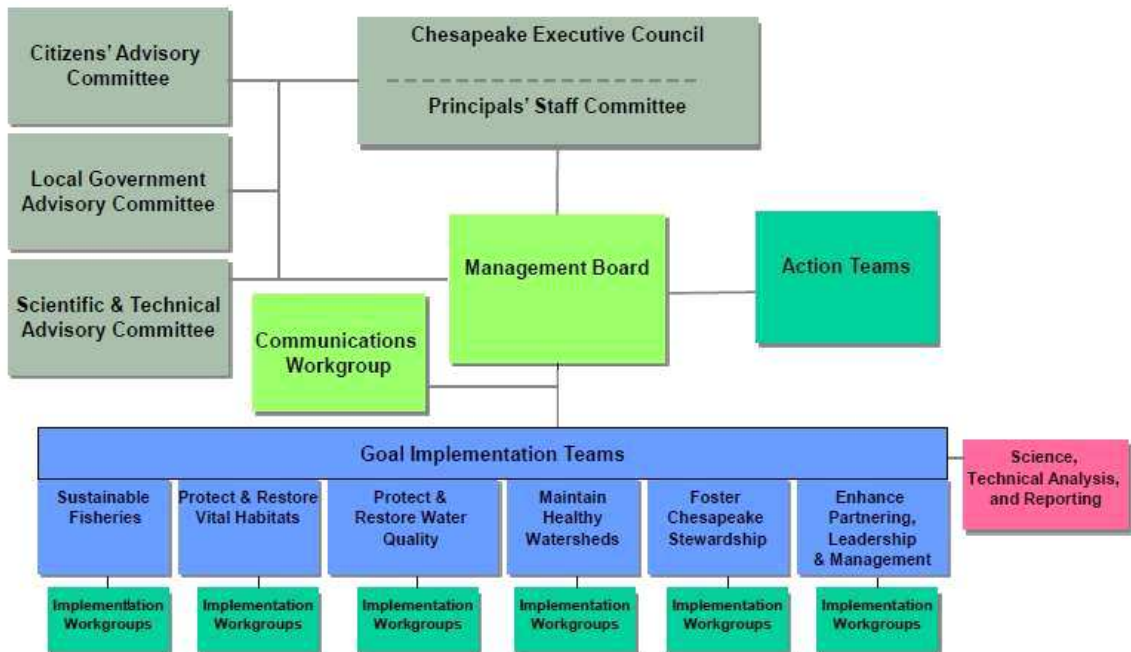 Citizens' Advisory
Committee
Chesapeake Executive Council
Principals' Staff Committee
Local Government
Advisory Committee
Scientific & Technical
Advisory Committee
Management Board
Action Teams
Communications
Workgroup
Goal Implementation Teams
Science,
Technical Analysis,
and Reporting
Sustainable
Fisheries
Protect & Restore
Vital Habitats
Protect &
Restore Water
Quality
Maintain
Healthy
Watersheds
Foster
Chesapeake
Stewardship
Enhance
Partnering,
Leadership
& Management
Implementation
Workgroups
Implementation
Workgroups
Implementation
Workgroups
Implementation
Workgroups
Implementation
Workgroups
Implementation
Workgroups